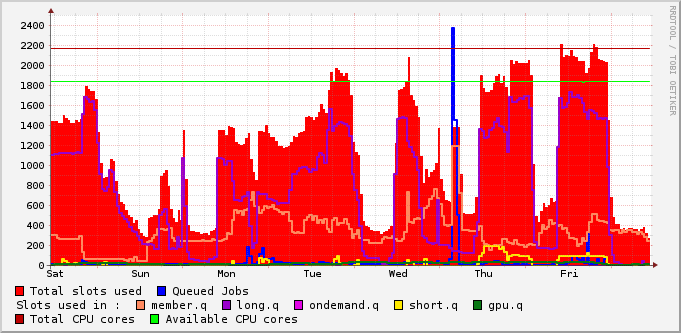 2400
2200
2000
1800
1600
1400
1200
1000
800
600
400
200
0
Sat Sun Mon Tue Wed Thu Fri
RRDTOOL / TOBI OETIKER
Total slots used Queued Jobs
Slots used in : member.q long.q ondemand.q short.q gpu.q
Total CPU cores Available CPU cores